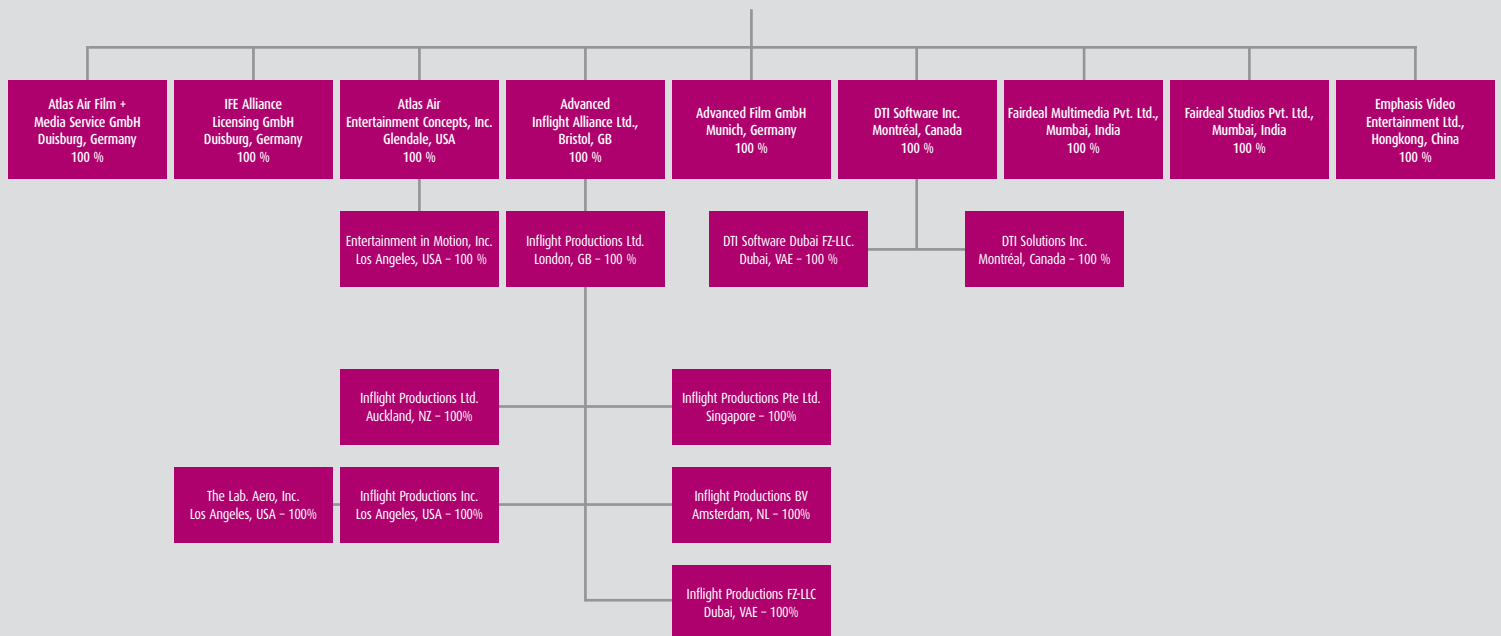 Atlas Air Film +
Media Service GmbH
Duisburg, Germany
100 %
IFE Alliance
Licensing GmbH
Duisburg, Germany
100 %
Atlas Air
Entertainment Concepts, Inc.
Glendale, USA
100 %
Advanced
Inflight Alliance Ltd.,
Bristol, GB
100 %
Advanced Film GmbH
Munich, Germany
100 %
DTI Software Inc.
Montréal, Canada
100 %
Fairdeal Multimedia Pvt. Ltd.,
Mumbai, India
100 %
Fairdeal Studios Pvt. Ltd.,
Mumbai, India
100 %
Emphasis Video
Entertainment Ltd.,
Hongkong, China
100 %
Entertainment in Motion, Inc.
Los Angeles, USA – 100 %
Inflight Productions Ltd.
London, GB – 100 %
DTI Software Dubai FZ-LLC.
Dubai, VAE – 100 %
DTI Solutions Inc.
Montréal, Canada – 100 %
Inflight Productions Ltd.
Auckland, NZ – 100%
Inflight Productions Pte Ltd.
Singapore – 100%
The Lab. Aero, Inc.
Los Angeles, USA – 100%
Inflight Productions Inc.
Los Angeles, USA – 100%
Inflight Productions BV
Amsterdam, NL – 100%
Inflight Productions FZ-LLC
Dubai, VAE – 100%